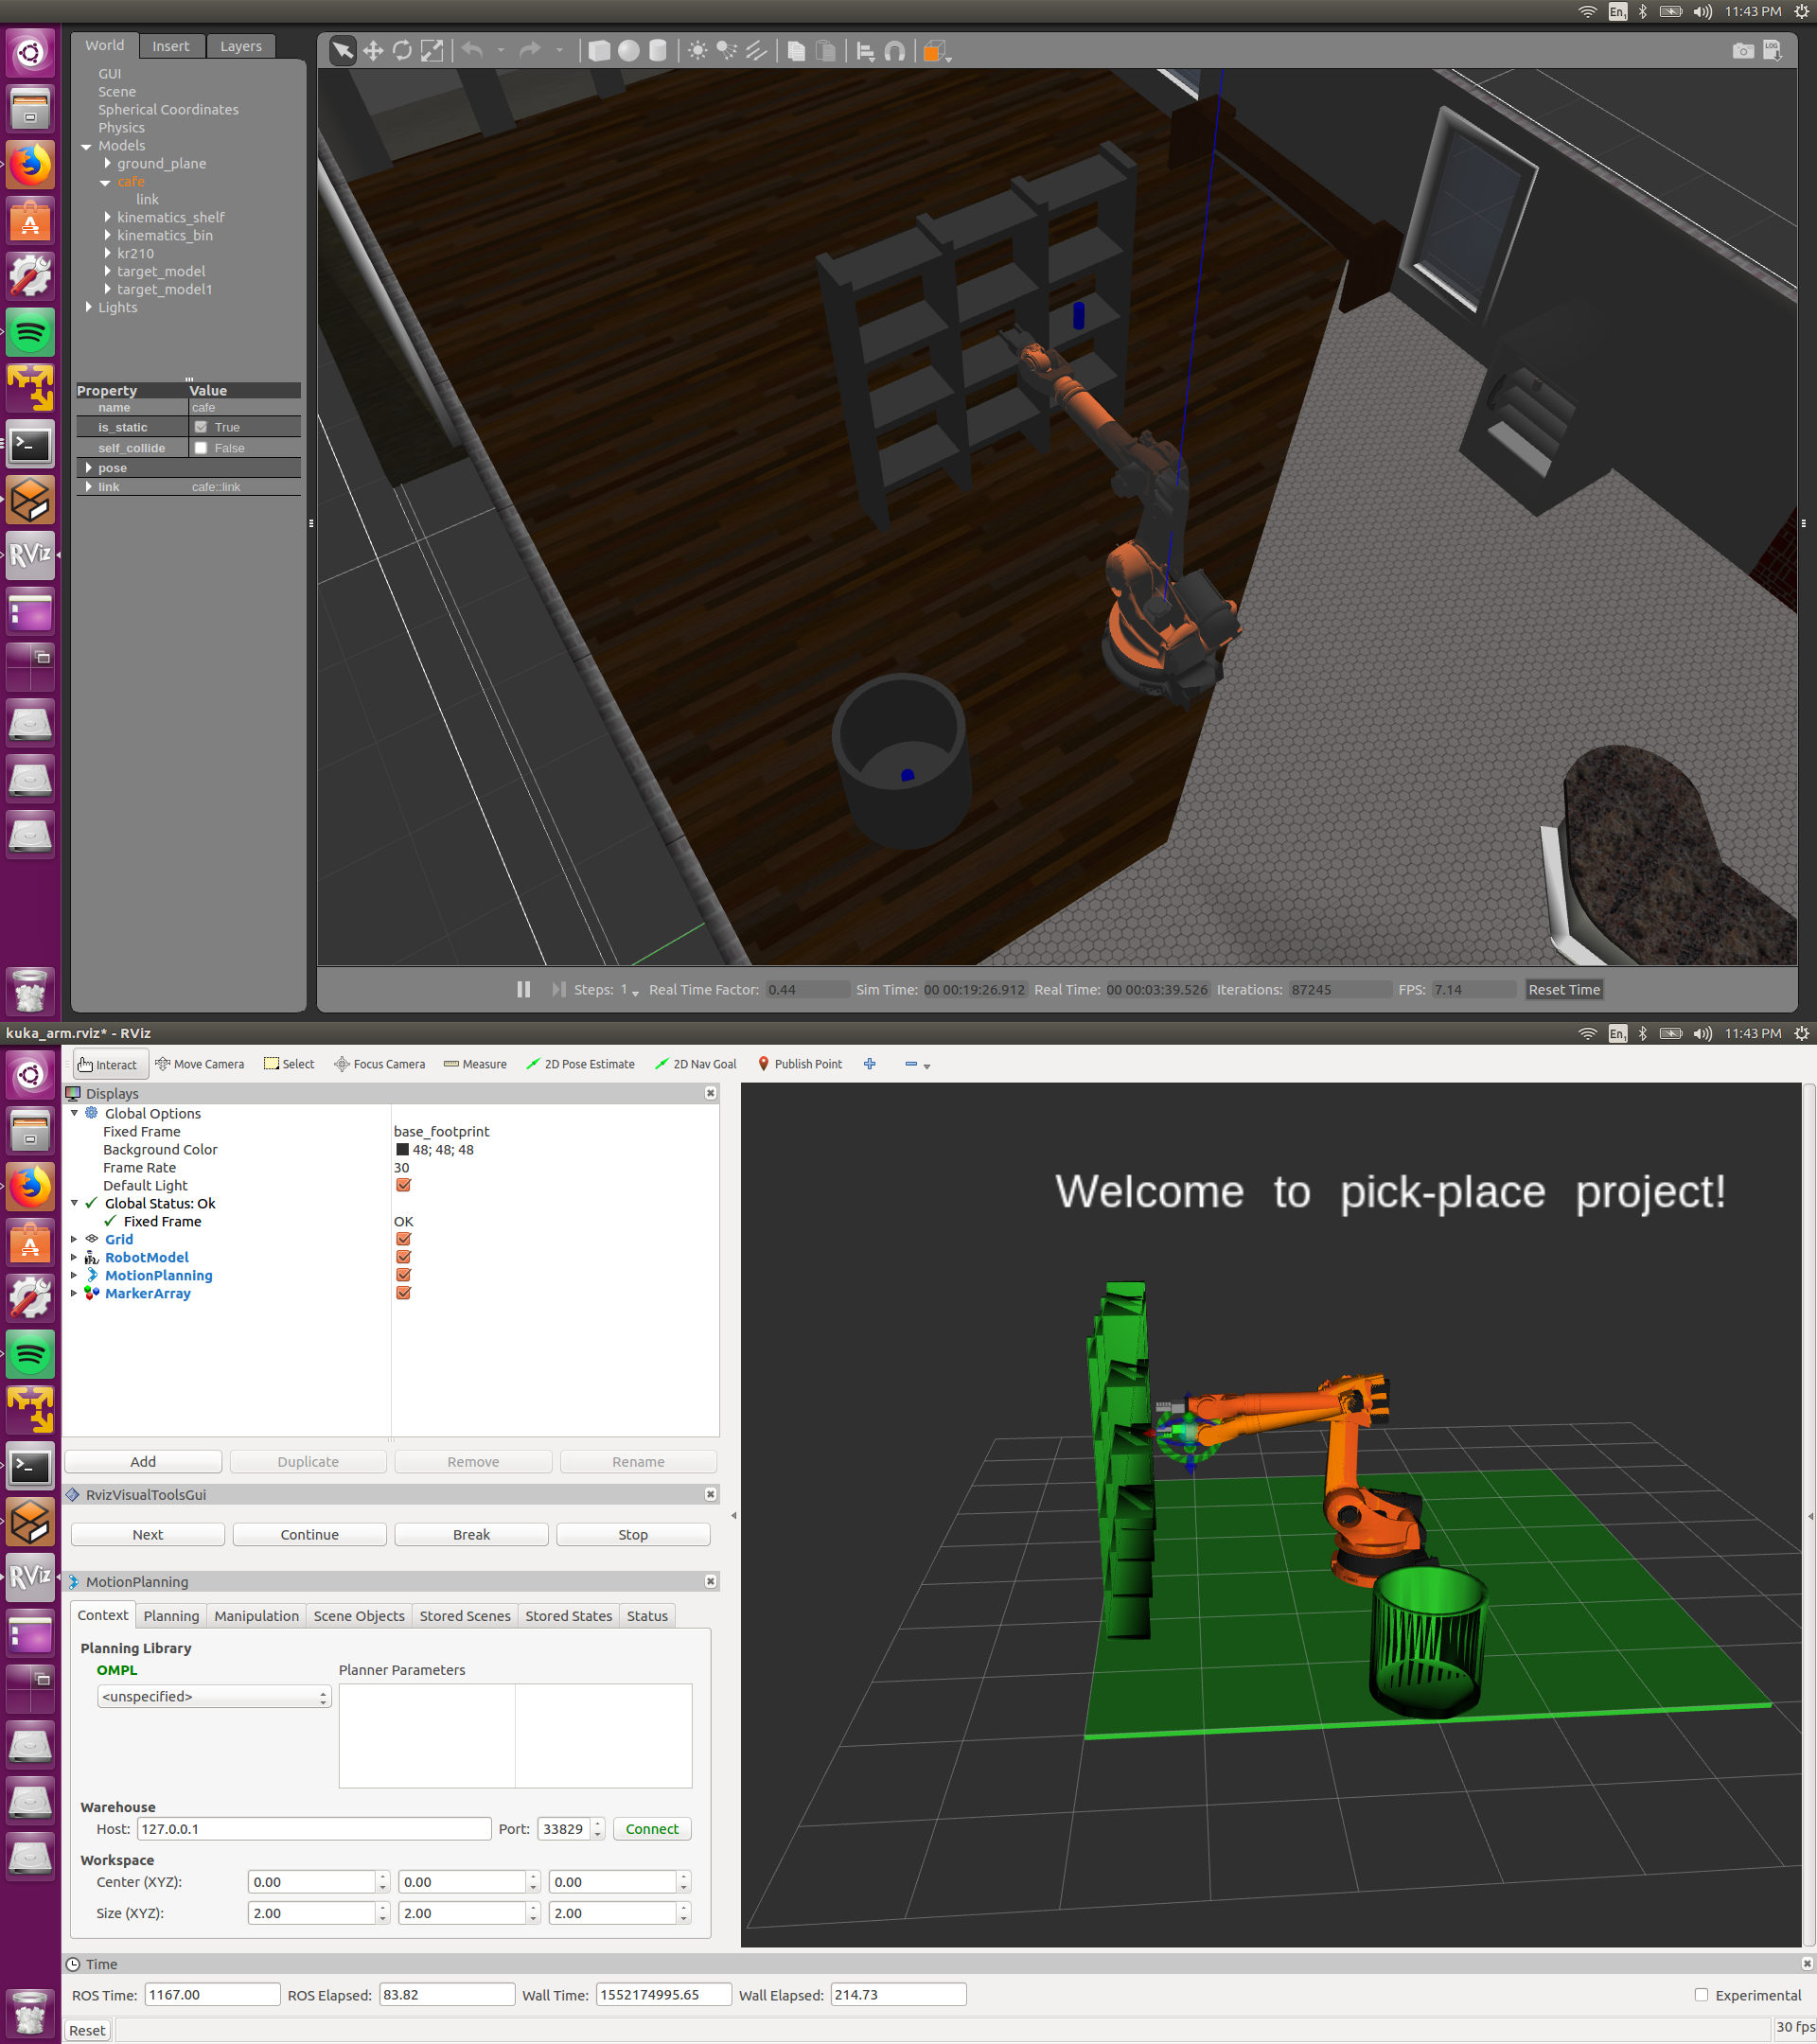 En1 11:43 PM
World Insert Layers
GUI
Scene
Spherical Coordinates
Physics
Models
ground_plane
cafe
link
kinematics_shelf
kinematics_bin
kr210
target_model
target_model1
Lights
Property Value
name cafe
is_static True
self_collide False
pose
link cafe::link
LOG
RViz
Steps: 1 Real Time Factor: 0.44 Sim Time: 00 00:19:26.912 Real Time: 00 00:03:39.526 Iterations: 87245 FPS: 7.14 Reset Time
kuka_arm.rviz* - RViz En1 11:43 PM
Interact Move Camera Select Focus Camera Measure 2D Pose Estimate 2D Nav Goal Publish Point
Displays
Global Options
Fixed Frame base_footprint
Background Color 48; 48; 48
Frame Rate 30
Default Light
Global Status: Ok
Fixed Frame OK
Grid
RobotModel
MotionPlanning
MarkerArray
Add Duplicate Remove Rename
RvizVisualToolsGui
Next Continue Break Stop
MotionPlanning
RViz
Context Planning Manipulation Scene Objects Stored Scenes Stored States Status
Planning Library
OMPL Planner Parameters
<unspecified>
Warehouse
Host: 127.0.0.1 Port: 33829 Connect
Workspace
Center (XYZ): 0.00 0.00 0.00
Size (XYZ): 2.00 2.00 2.00
Welcome to pick-place project!
Time
ROS Time: 1167.00 ROS Elapsed: 83.82 Wall Time: 1552174995.65 Wall Elapsed: 214.73 Experimental
Reset 30 fps